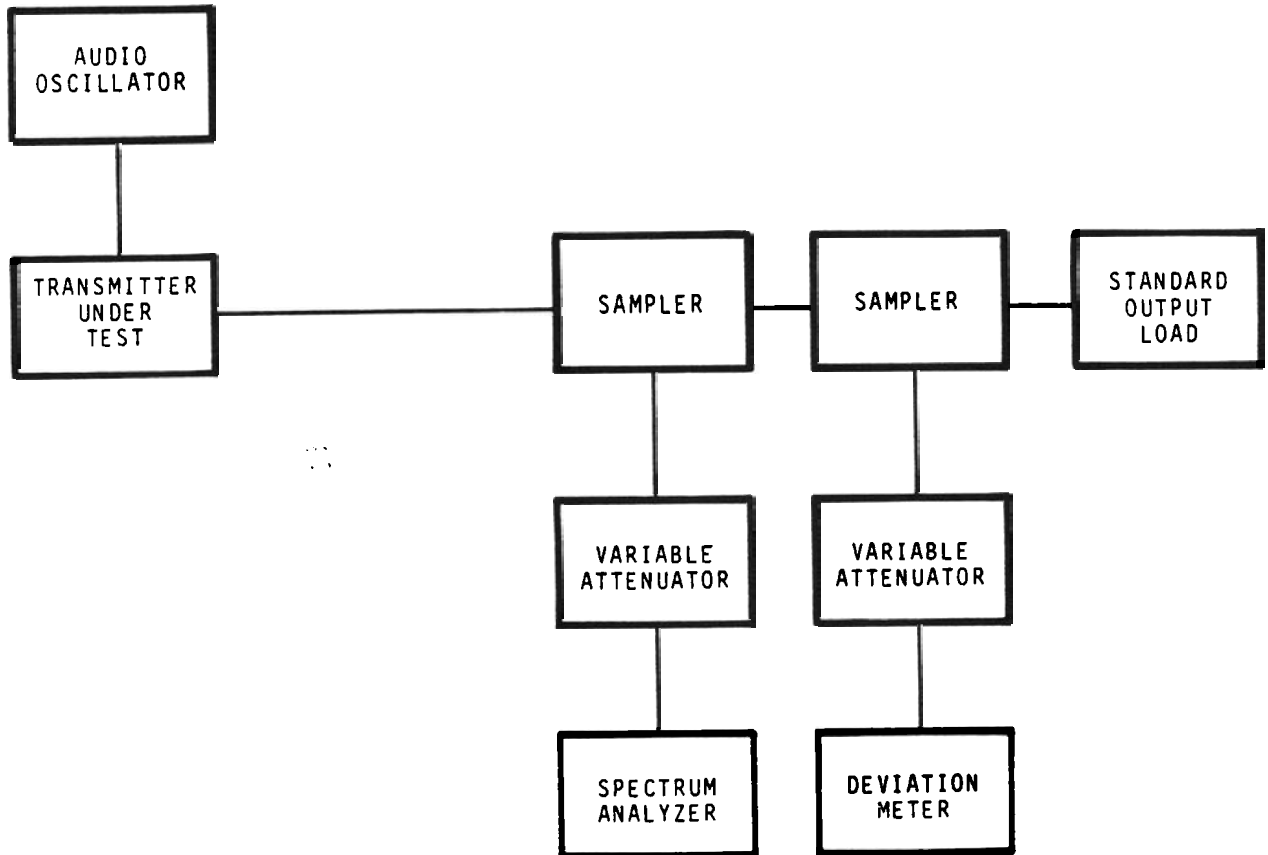 AUDIO
OSCILLATOR
TRANSMITTER
UNDER
TEST
SAMPLER
SAMPLER
STANDARD
OUTPUT
LOAD
VARIABLE
ATTENUATOR
VARIABLE
ATTENUATOR
SPECTRUM
ANALYZER
DEVIATION
METER